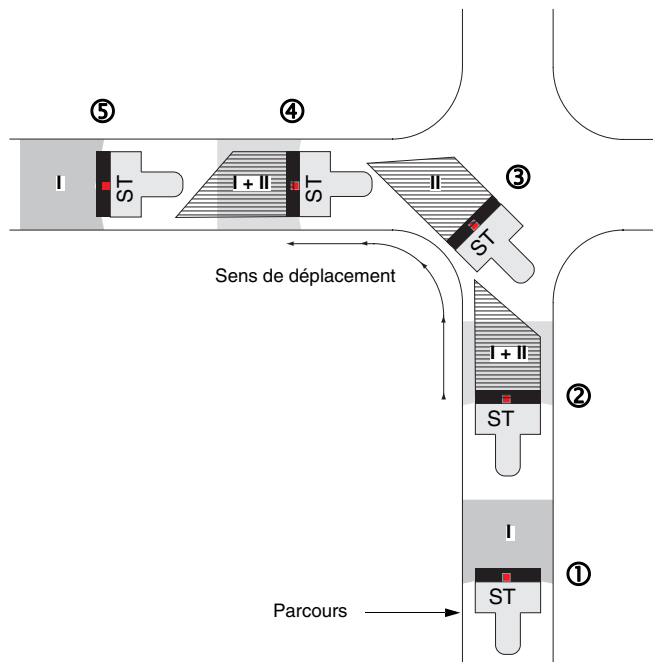 ⑤
④
I
ST
I + II
ST
II
③
ST
Sens de déplacement
I + II
②
ST
I
①
ST
Parcours